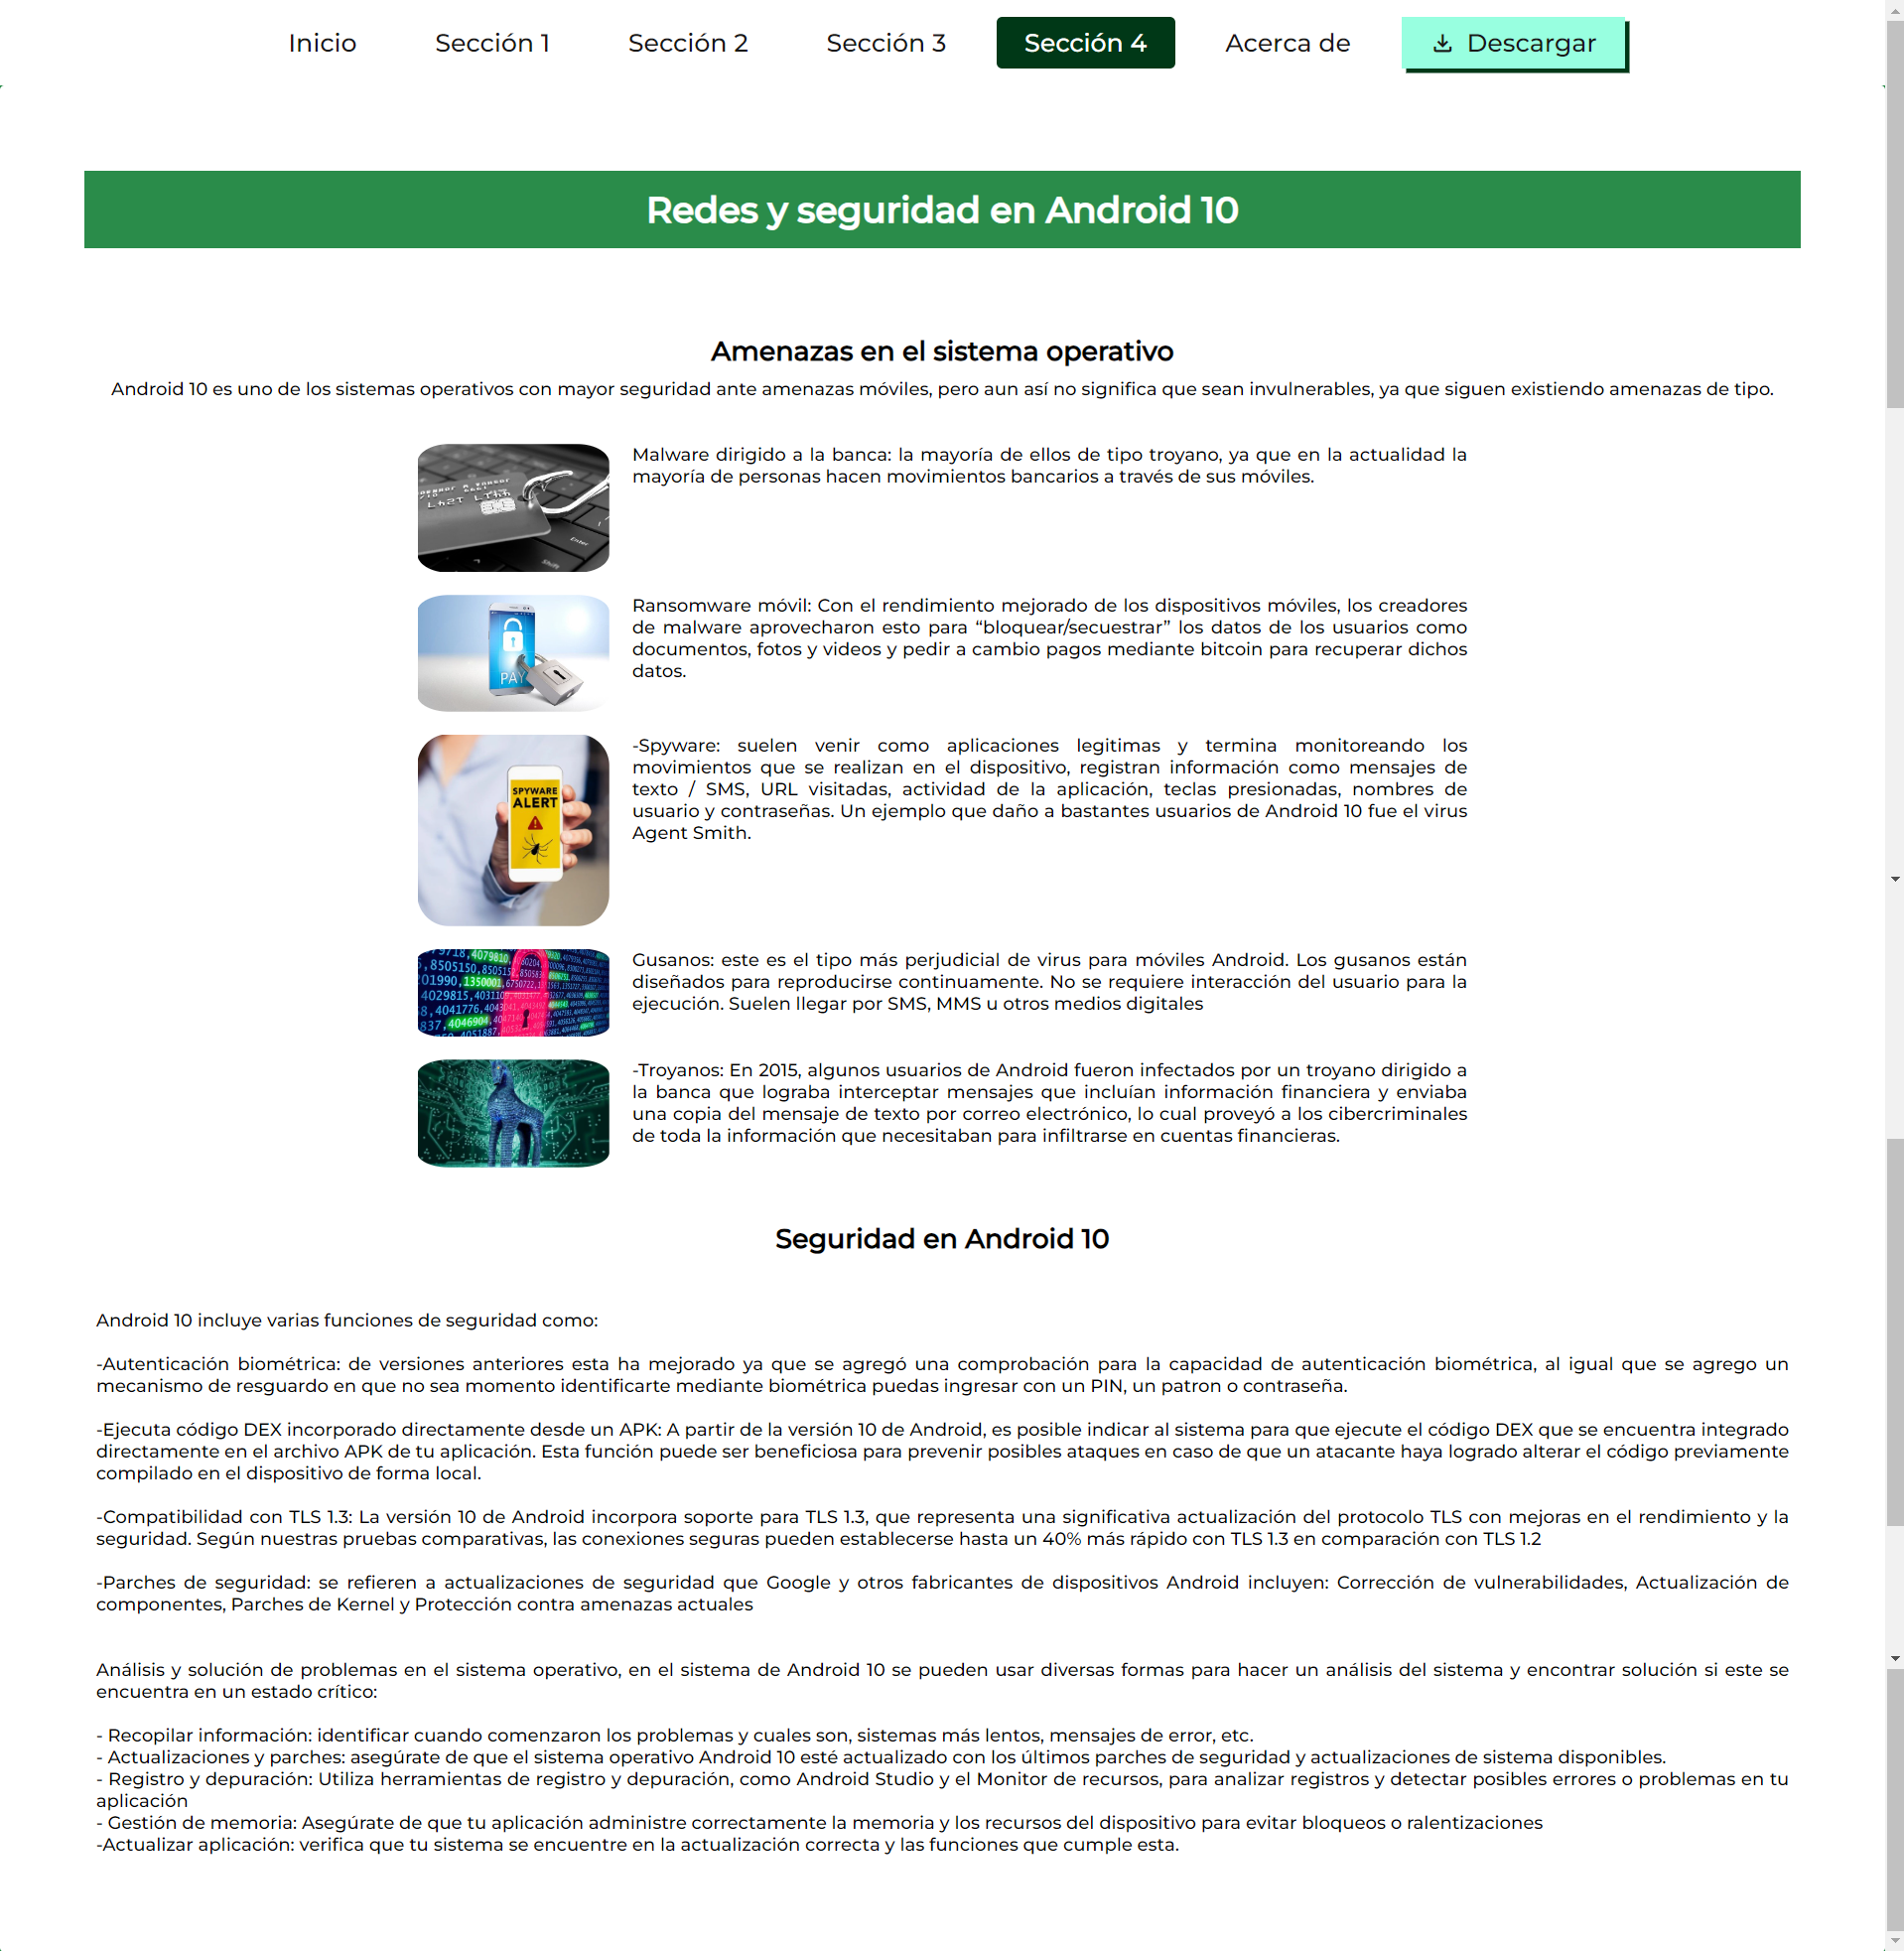 Inicio
Sección 1
Sección 2
Sección 3
Sección 4
Acerca de
Descargar
Redes y seguridad en Android 10
Amenazas en el sistema operativo
Android 10 es uno de los sistemas operativos con mayor seguridad ante amenazas móviles, pero aun así no significa que sean invulnerables, ya que siguen existiendo amenazas de tipo.
Malware dirigido a la banca: la mayoría de ellos de tipo troyano, ya que en la actualidad la
mayoría de personas hacen movimientos bancarios a través de sus móviles.
Enter
Shift
Ransomware móvil: Con el rendimiento mejorado de los dispositivos móviles, los creadores
de malware aprovecharon esto para “bloquear/secuestrar” los datos de los usuarios como
documentos, fotos y videos y pedir a cambio pagos mediante bitcoin para recuperar dichos
datos.
PAY
-Spyware: suelen venir como aplicaciones legitimas y termina monitoreando los
movimientos que se realizan en el dispositivo, registran información como mensajes de
texto / SMS, URL visitadas, actividad de la aplicación, teclas presionadas, nombres de
usuario y contraseñas. Un ejemplo que daño a bastantes usuarios de Android 10 fue el virus
Agent Smith.
SPYWARE
ALERT
Gusanos: este es el tipo más perjudicial de virus para móviles Android. Los gusanos están
diseñados para reproducirse continuamente. No se requiere interacción del usuario para la
ejecución. Suelen llegar por SMS, MMS u otros medios digitales
-Troyanos: En 2015, algunos usuarios de Android fueron infectados por un troyano dirigido a
la banca que lograba interceptar mensajes que incluían información financiera y enviaba
una copia del mensaje de texto por correo electrónico, lo cual proveyó a los cibercriminales
de toda la información que necesitaban para infiltrarse en cuentas financieras.
Seguridad en Android 10
Android 10 incluye varias funciones de seguridad como:
-Autenticación biométrica: de versiones anteriores esta ha mejorado ya que se agregó una comprobación para la capacidad de autenticación biométrica, al igual que se agrego un
mecanismo de resguardo en que no sea momento identificarte mediante biométrica puedas ingresar con un PIN, un patron o contraseña.
-Ejecuta código DEX incorporado directamente desde un APK: A partir de la versión 10 de Android, es posible indicar al sistema para que ejecute el código DEX que se encuentra integrado
directamente en el archivo APK de tu aplicación. Esta función puede ser beneficiosa para prevenir posibles ataques en caso de que un atacante haya logrado alterar el código previamente
compilado en el dispositivo de forma local.
-Compatibilidad con TLS 1.3: La versión 10 de Android incorpora soporte para TLS 1.3, que representa una significativa actualización del protocolo TLS con mejoras en el rendimiento y la
seguridad. Según nuestras pruebas comparativas, las conexiones seguras pueden establecerse hasta un 40% más rápido con TLS 1.3 en comparación con TLS 1.2
-Parches de seguridad: se refieren a actualizaciones de seguridad que Google y otros fabricantes de dispositivos Android incluyen: Corrección de vulnerabilidades, Actualización de
componentes, Parches de Kernel y Protección contra amenazas actuales
Análisis y solución de problemas en el sistema operativo, en el sistema de Android 10 se pueden usar diversas formas para hacer un análisis del sistema y encontrar solución si este se
encuentra en un estado crítico:
- Recopilar información: identificar cuando comenzaron los problemas y cuales son, sistemas más lentos, mensajes de error, etc.
- Actualizaciones y parches: asegúrate de que el sistema operativo Android 10 esté actualizado con los últimos parches de seguridad y actualizaciones de sistema disponibles.
- Registro y depuración: Utiliza herramientas de registro y depuración, como Android Studio y el Monitor de recursos, para analizar registros y detectar posibles errores o problemas en tu
aplicación
- Gestión de memoria: Asegúrate de que tu aplicación administre correctamente la memoria y los recursos del dispositivo para evitar bloqueos o ralentizaciones
-Actualizar aplicación: verifica que tu sistema se encuentre en la actualización correcta y las funciones que cumple esta.